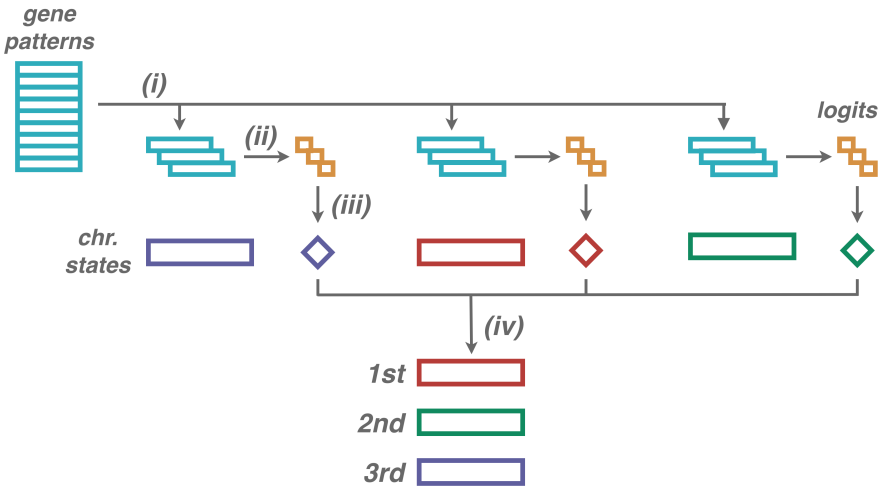 gene
patterns
(i)
logits
(ii)
(iii)
chr.
states
(iv)
1st
2nd
3rd